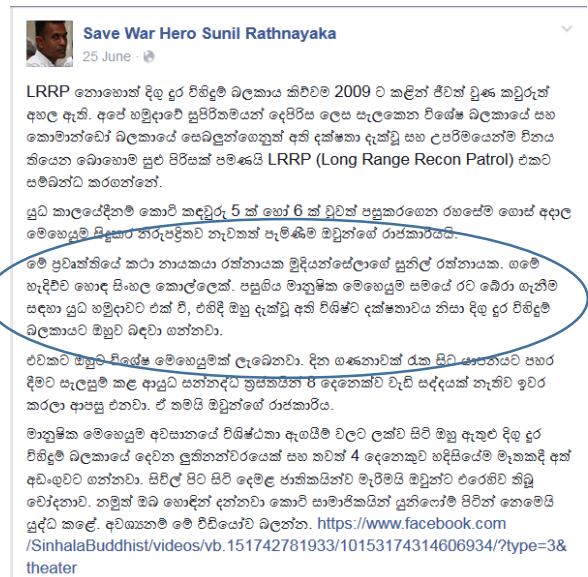 Save War Hero Sunil Rathnayaka
25 June ·
LRRP නොහොත් දිගු දුර විහිදුම් බලකාය කිව්වම 2009 ට කළින් ජීවත් වුණ කවුරුත්
අහල ඇති. අපේ හමුදාවේ සුපිරිතමයන් දෙපිරිස ලෙස සැලකෙන විශේෂ බලකායේ සහ
කොමාන්ඩෝ බලකායේ සෙබලුන්ගෙනුත් අති දක්ෂතා දැක්වූ සහ උපරිමයෙන්ම විනය
තියෙන බොහොම සුළු පිරිසක් පමණයි LRRP (Long Range Recon Patrol) එකට
සම්බන්ධ කරගන්නේ.
යුධ කාලයේදීනම් කොටි කඳවුරු 5 ක් හෝ 6 ක් වුවත් පසුකරගෙන රහසේම ගොස් අදාල
මෙහෙයුම සිදුකර නිරුපද්‍රිතව නැවතත් පැමිණීම ඔවුන්ගේ රාජකාරියයි.
මේ ප්‍රවෘත්තියේ කථා නායකයා රත්නායක මුදියන්සේලාගේ සුනිල් රත්නායක. ගමේ
හැදිච්ච හොඳ සිංහල කොල්ලෙක්. පසුගිය මානුෂික මෙහෙයුම සමයේ රට බේරා ගැනීම
සඳහා යුධ හමුදාවට එක් වී, එහිදී ඔහු දැක්වූ අති විශිෂ්ට දක්ෂතාවය නිසා දිගු දුර විහිදුම්
බලකායට ඔහුව බඳවා ගන්නවා.
එවකට ඔහුට විශේෂ මෙහෙයුමක් ලැබෙනවා. දින ගණනාවක් රැක සිට යාපනයට පහර
දීමට සැලසුම් කළ ආයුධ සන්නද්ධ ත්‍රස්තයින් 8 දෙනෙක්ව වැඩි සද්දයක් නැතිව ඉවර
කරලා ආපසු එනවා. ඒ තමයි ඔවුන්ගේ රාජකාරිය.
මානුෂික මෙහෙයුම අවසානයේ විශිෂ්ඨතා ඇගයීම් වලට ලක්ව සිටි ඔහු ඇතුළු දිගු දුර
විහිදුම් බලකායේ දෙවන ලුතිනන්වරයෙක් සහ තවත් 4 දෙනෙකුව හදිසියේම මෑතකදී අත්
අඩංගුවට ගන්නවා. සිවිල් පිට සිටි දෙමළ ජාතිකයින්ව මැරීමයි ඔවුන්ට එරෙහිව තිබූ
චෝදනාව. නමුත් ඔබ හොඳින් දන්නවා කොටි සාමාජිකයින් යුනිෆෝම් පිටින් නෙමෙයි
යුද්ධ කළේ. අවශ්‍යනම් මේ වීඩියෝව බලන්න. https://www.facebook.com
/SinhalaBuddhist/videos/vb.151742781933/10153174314606934/?type=3&
theater